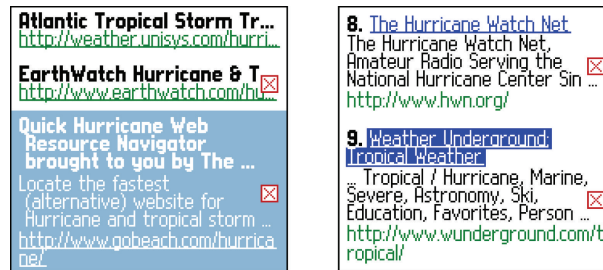 Atlantic Tropical Storm Tr...
http://weather.unisys.com/hurri...
EarthWatch Hurricane & T...
http://www.earthwatch.com/hu...
Quick Hurricane Web
Resource Navigator
brought to you by The ...
Locate the fastest
(alternative) website for
Hurricane and tropical storm ...
http://www.gobeach.com/hurrica
ne/
8. The Hurricane Watch Net
The Hurricane Watch Net,
Amateur Radio Serving the
National Hurricane Center Sin ...
http://www.hwn.org/
9. Weather Underground:
Tropical Weather
... Tropical / Hurricane, Marine,
Severe, Astronomy, Ski,
Education, Favorites, Person ...
http://www.wunderground.com/t
ropical/